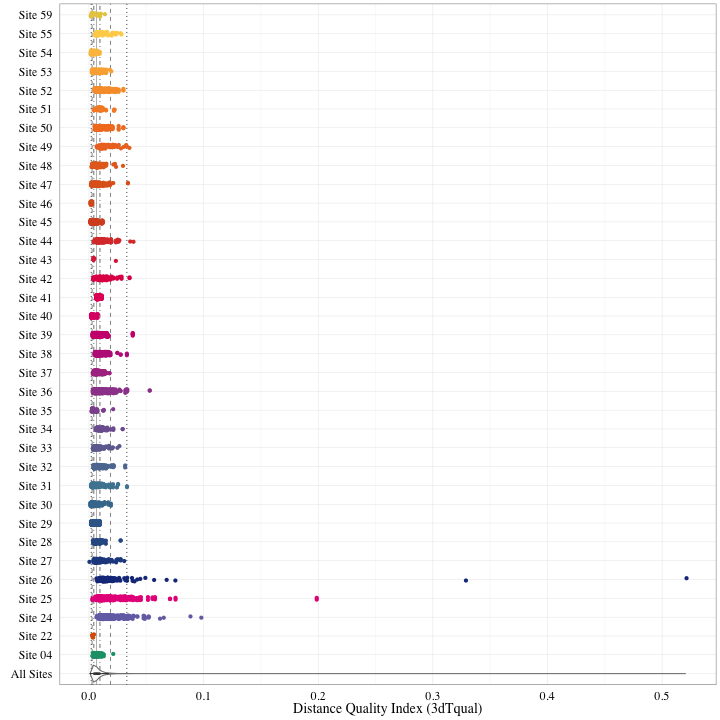 Site 59
Site 55
Site 54
Site 53
Site 52
Site 51
Site 50
Site 49
Site 48
Site 47
Site 46
Site 45
Site 44
Site 43
Site 42
Site 41
Site 40
Site 39
Site 38
Site 37
Site 36
Site 35
Site 34
Site 33
Site 32
Site 31
Site 30
Site 29
Site 28
Site 27
Site 26
Site 25
Site 24
Site 22
Site 04
All Sites
0.0 0.1 0.2 0.3 0.4 0.5
Distance Quality Index (3dTqual)